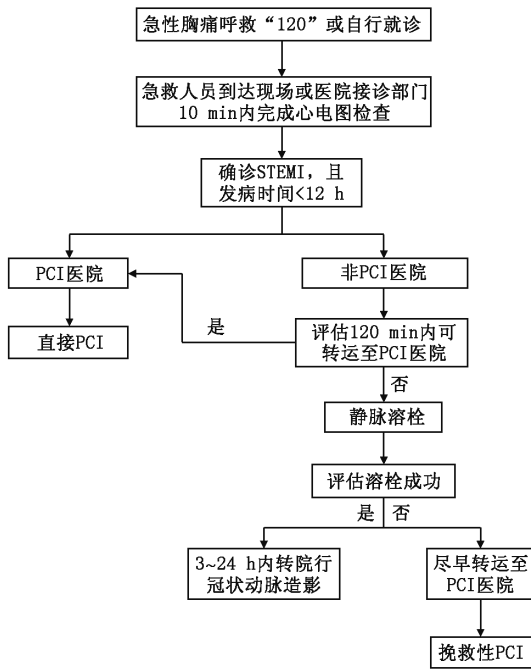 急性胸痛呼救“120”或自行就诊
急救人员到达现场或医院接诊部门
10 min内完成心电图检查
确诊STEMI，且
发病时间<12 h
PCI医院
非PCI医院
是
直接PCI
评估120 min内可
转运至PCI医院
否
静脉溶栓
评估溶栓成功
是
否
3~24 h内转院行
冠状动脉造影
尽早转运至
PCI医院
挽救性PCI